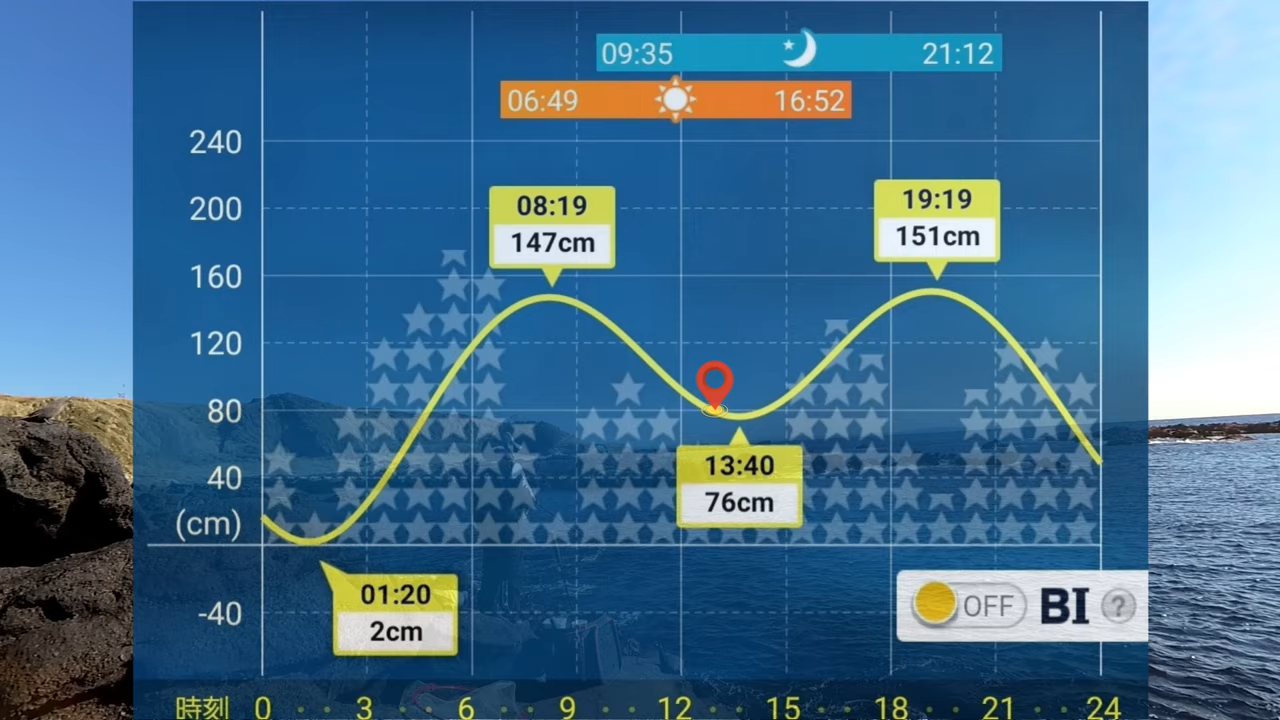 09:35 21:12
06:49 16:52
240
200
160
120
80
40
(cm)
-40
08:19
147cm
19:19
151cm
13:40
76cm
01:20
2cm
OFF BI ?
時刻 0 3 6 9 12 15 18 21 24